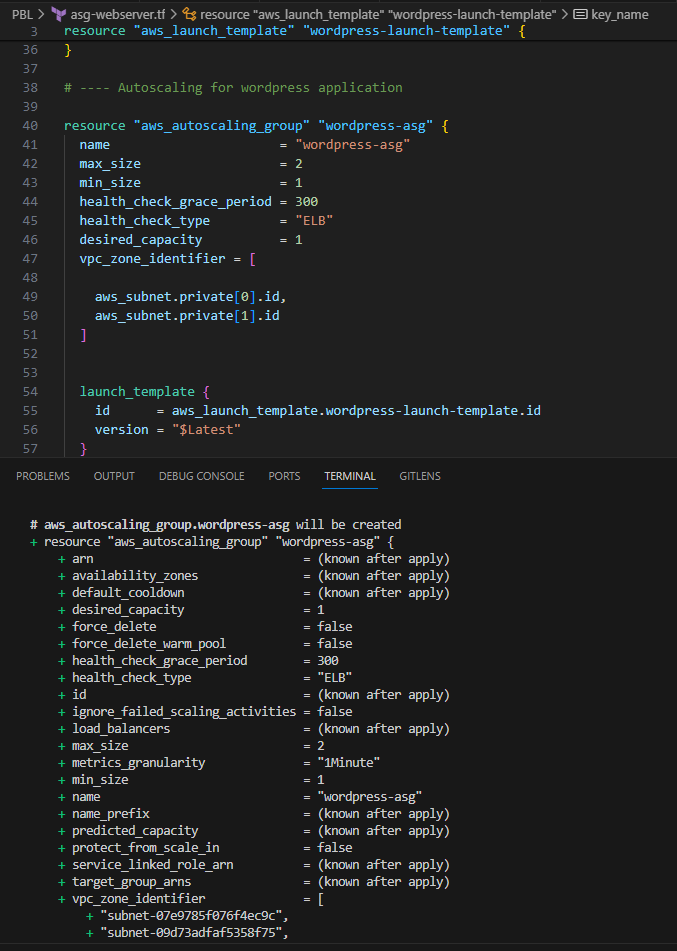 PBL > asg-webserver.tf > resource "aws_launch_template" "wordpress-launch-template" > key_name
3 resource "aws_launch_template" "wordpress-launch-template" {
36 }
37
38 # ---- Autoscaling for wordpress application
39
40 resource "aws_autoscaling_group" "wordpress-asg" {
41   name                      = "wordpress-asg"
42   max_size                  = 2
43   min_size                  = 1
44   health_check_grace_period = 300
45   health_check_type         = "ELB"
46   desired_capacity          = 1
47   vpc_zone_identifier = [
48
49     aws_subnet.private[0].id,
50     aws_subnet.private[1].id
51   ]
52
53
54   launch_template {
55     id      = aws_launch_template.wordpress-launch-template.id
56     version = "$Latest"
57   }
PROBLEMS OUTPUT DEBUG CONSOLE PORTS TERMINAL GITLENS
# aws_autoscaling_group.wordpress-asg will be created
+ resource "aws_autoscaling_group" "wordpress-asg" {
    + arn                              = (known after apply)
    + availability_zones               = (known after apply)
    + default_cooldown                 = (known after apply)
    + desired_capacity                 = 1
    + force_delete                     = false
    + force_delete_warm_pool           = false
    + health_check_grace_period        = 300
    + health_check_type                = "ELB"
    + id                               = (known after apply)
    + ignore_failed_scaling_activities = false
    + load_balancers                   = (known after apply)
    + max_size                         = 2
    + metrics_granularity              = "1Minute"
    + min_size                         = 1
    + name                             = "wordpress-asg"
    + name_prefix                      = (known after apply)
    + predicted_capacity               = (known after apply)
    + protect_from_scale_in            = false
    + service_linked_role_arn          = (known after apply)
    + target_group_arns                = (known after apply)
    + vpc_zone_identifier              = [
        + "subnet-07e9785f076f4ec9c",
        + "subnet-09d73adfaf5358f75",